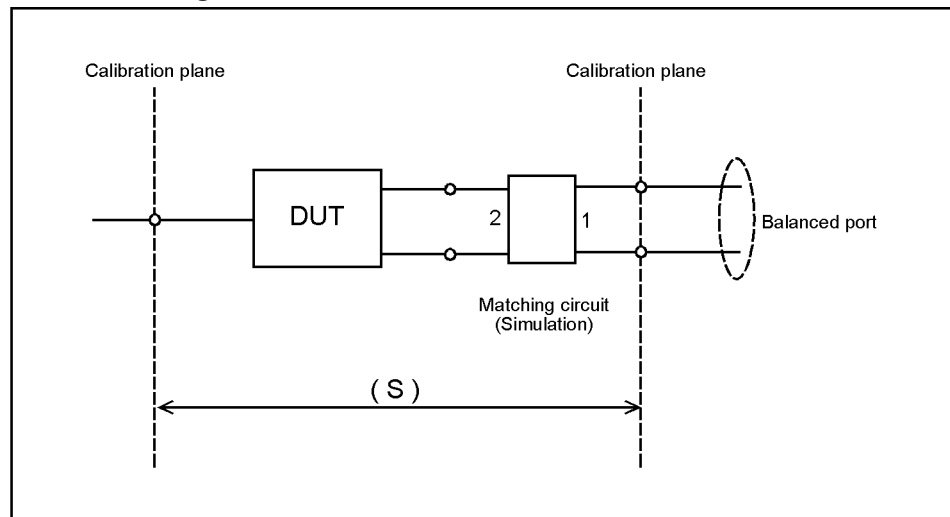 Calibration plane
Calibration plane
DUT
2
1
Balanced port
Matching circuit
(Simulation)
( S )